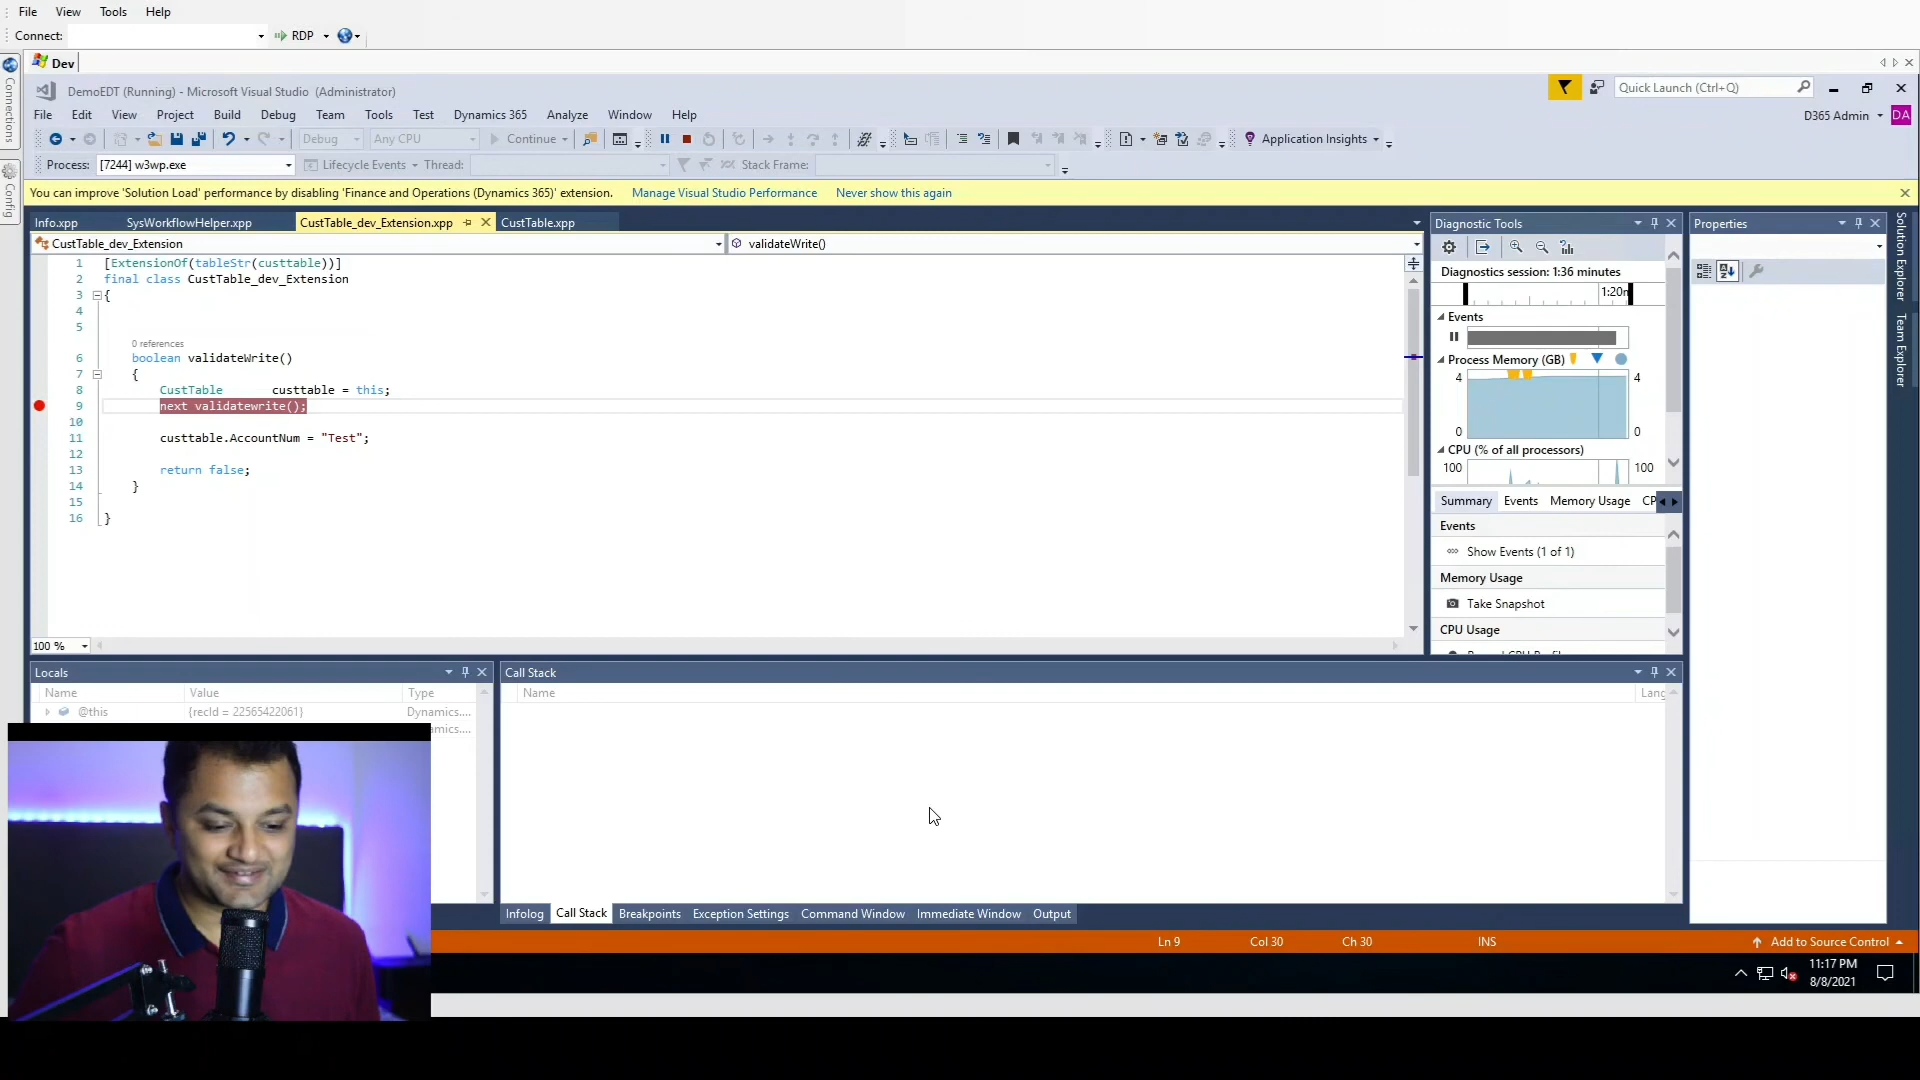 File View Tools Help
Connect: RDP
Connections
Config
Dev
DemoEDT (Running) - Microsoft Visual Studio (Administrator)
Quick Launch (Ctrl+Q)
File Edit View Project Build Debug Team Tools Test Dynamics 365 Analyze Window Help
D365 Admin DA
Debug Any CPU Continue Application Insights
Process: [7244] w3wp.exe Lifecycle Events Thread: Stack Frame:
You can improve 'Solution Load' performance by disabling 'Finance and Operations (Dynamics 365)' extension. Manage Visual Studio Performance Never show this again
Info.xpp SysWorkflowHelper.xpp CustTable_dev_Extension.xpp CustTable.xpp
CustTable_dev_Extension validateWrite()
1 [ExtensionOf(tableStr(custtable))]
2 final class CustTable_dev_Extension
3 {
4
5
0 references
6 boolean validateWrite()
7 {
8 CustTable custtable = this;
9 next validatewrite();
10
11 custtable.AccountNum = "Test";
12
13 return false;
14 }
15
16 }
100 %
Diagnostic Tools
Diagnostics session: 1:36 minutes
Events
Process Memory (GB)
4 4
0 0
CPU (% of all processors)
100 100
Summary Events Memory Usage
Events
Show Events (1 of 1)
Memory Usage
Take Snapshot
CPU Usage
Properties
Solution Explorer
Team Explorer
Locals
Name Value Type
@this {recId = 22565422061} Dynamics....
Call Stack
Name Lang
Infolog Call Stack Breakpoints Exception Settings Command Window Immediate Window Output
Ln 9 Col 30 Ch 30 INS Add to Source Control
11:17 PM
8/8/2021